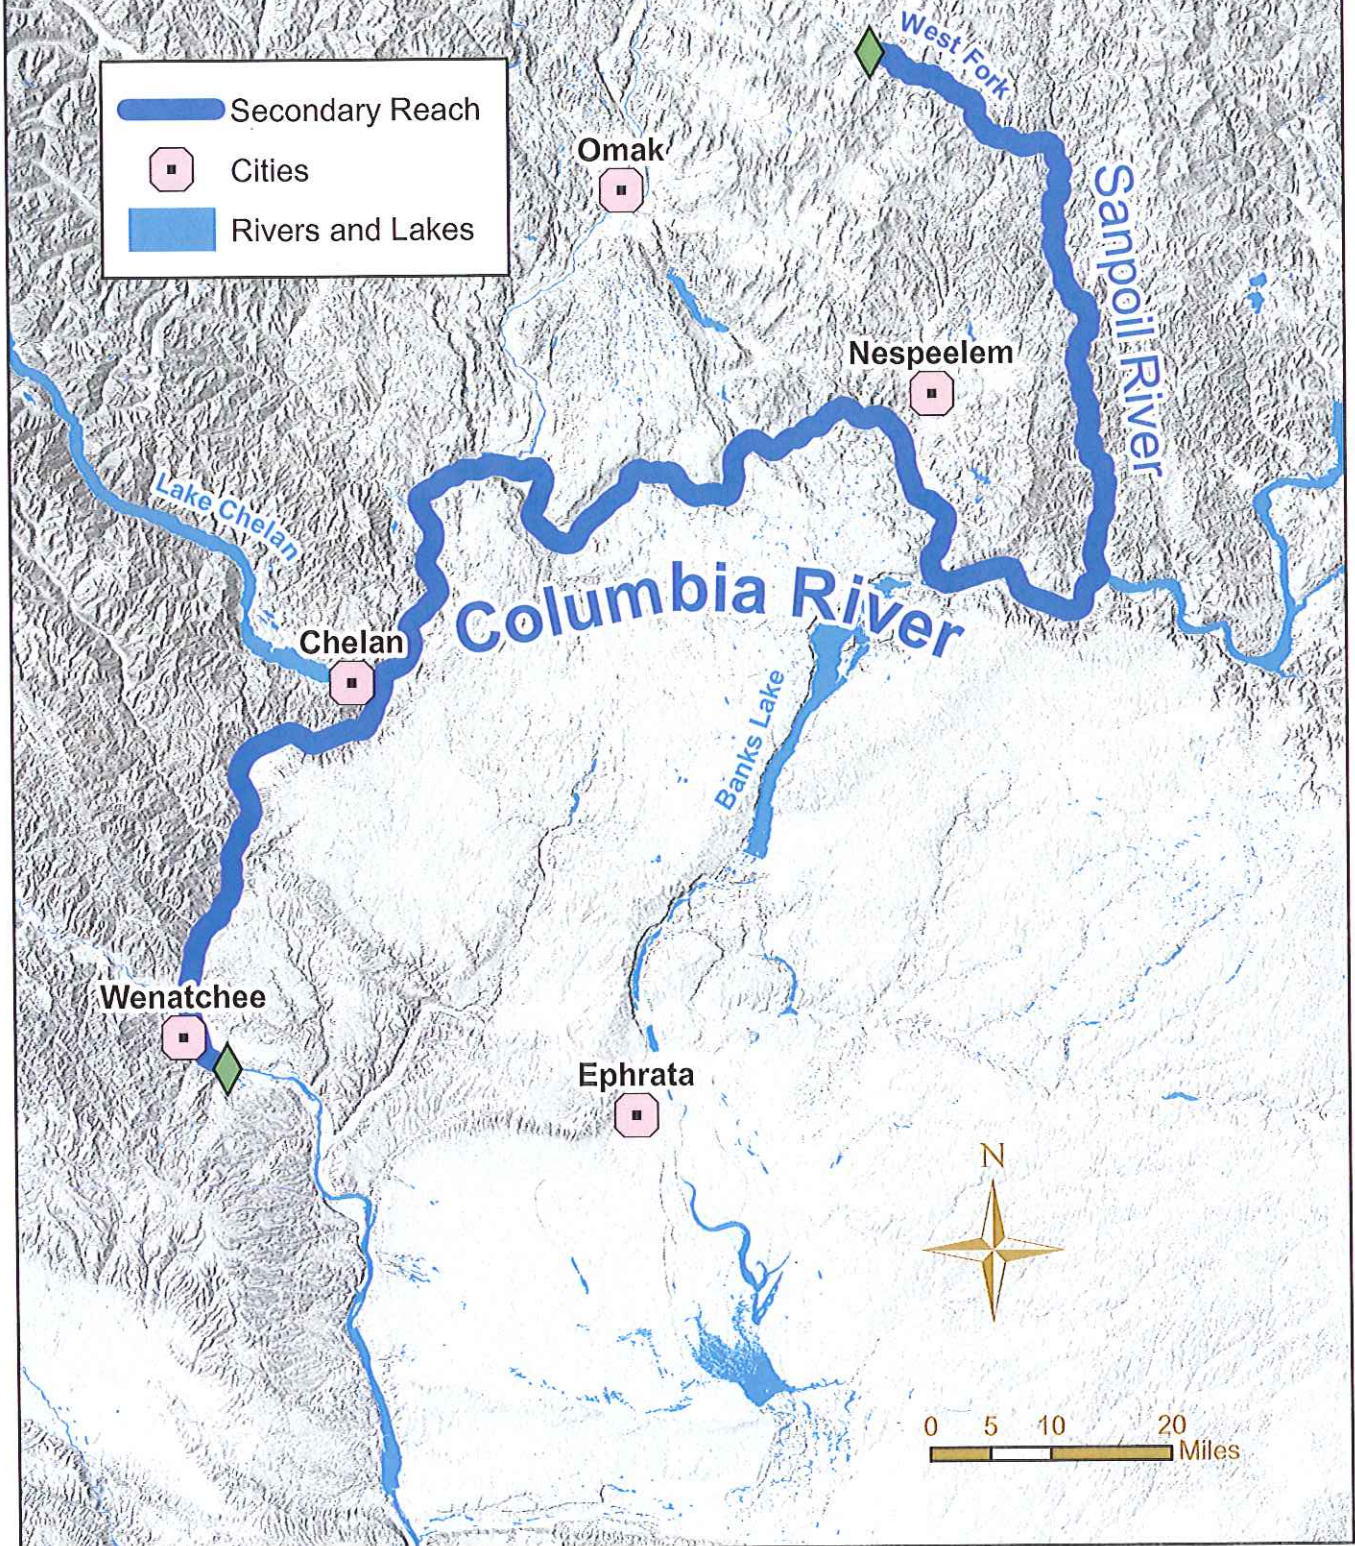 West Fork
Secondary Reach
Cities
Rivers and Lakes
Omak
Sanpoil River
Nespeelem
Lake Chelan
Columbia River
Chelan
Banks Lake
Wenatchee
Ephrata
N
0 5 10 20
Miles